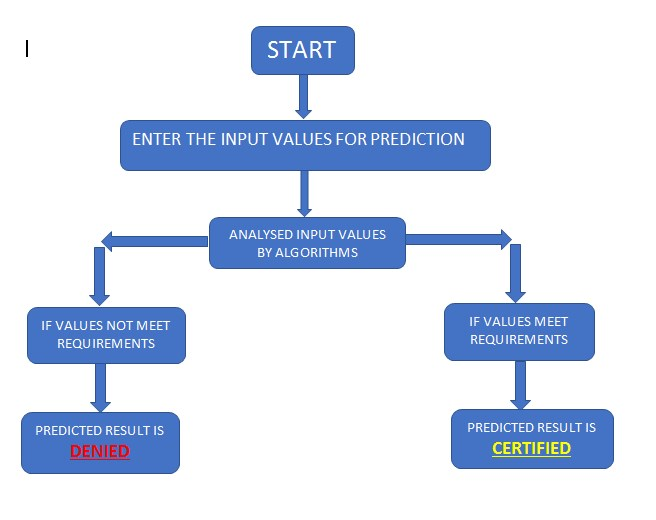 START
ENTER THE INPUT VALUES FOR PREDICTION
ANALYSED INPUT VALUES
BY ALGORITHMS
IF VALUES NOT MEET
REQUIREMENTS
IF VALUES MEET
REQUIREMENTS
PREDICTED RESULT IS
DENIED
PREDICTED RESULT IS
CERTIFIED